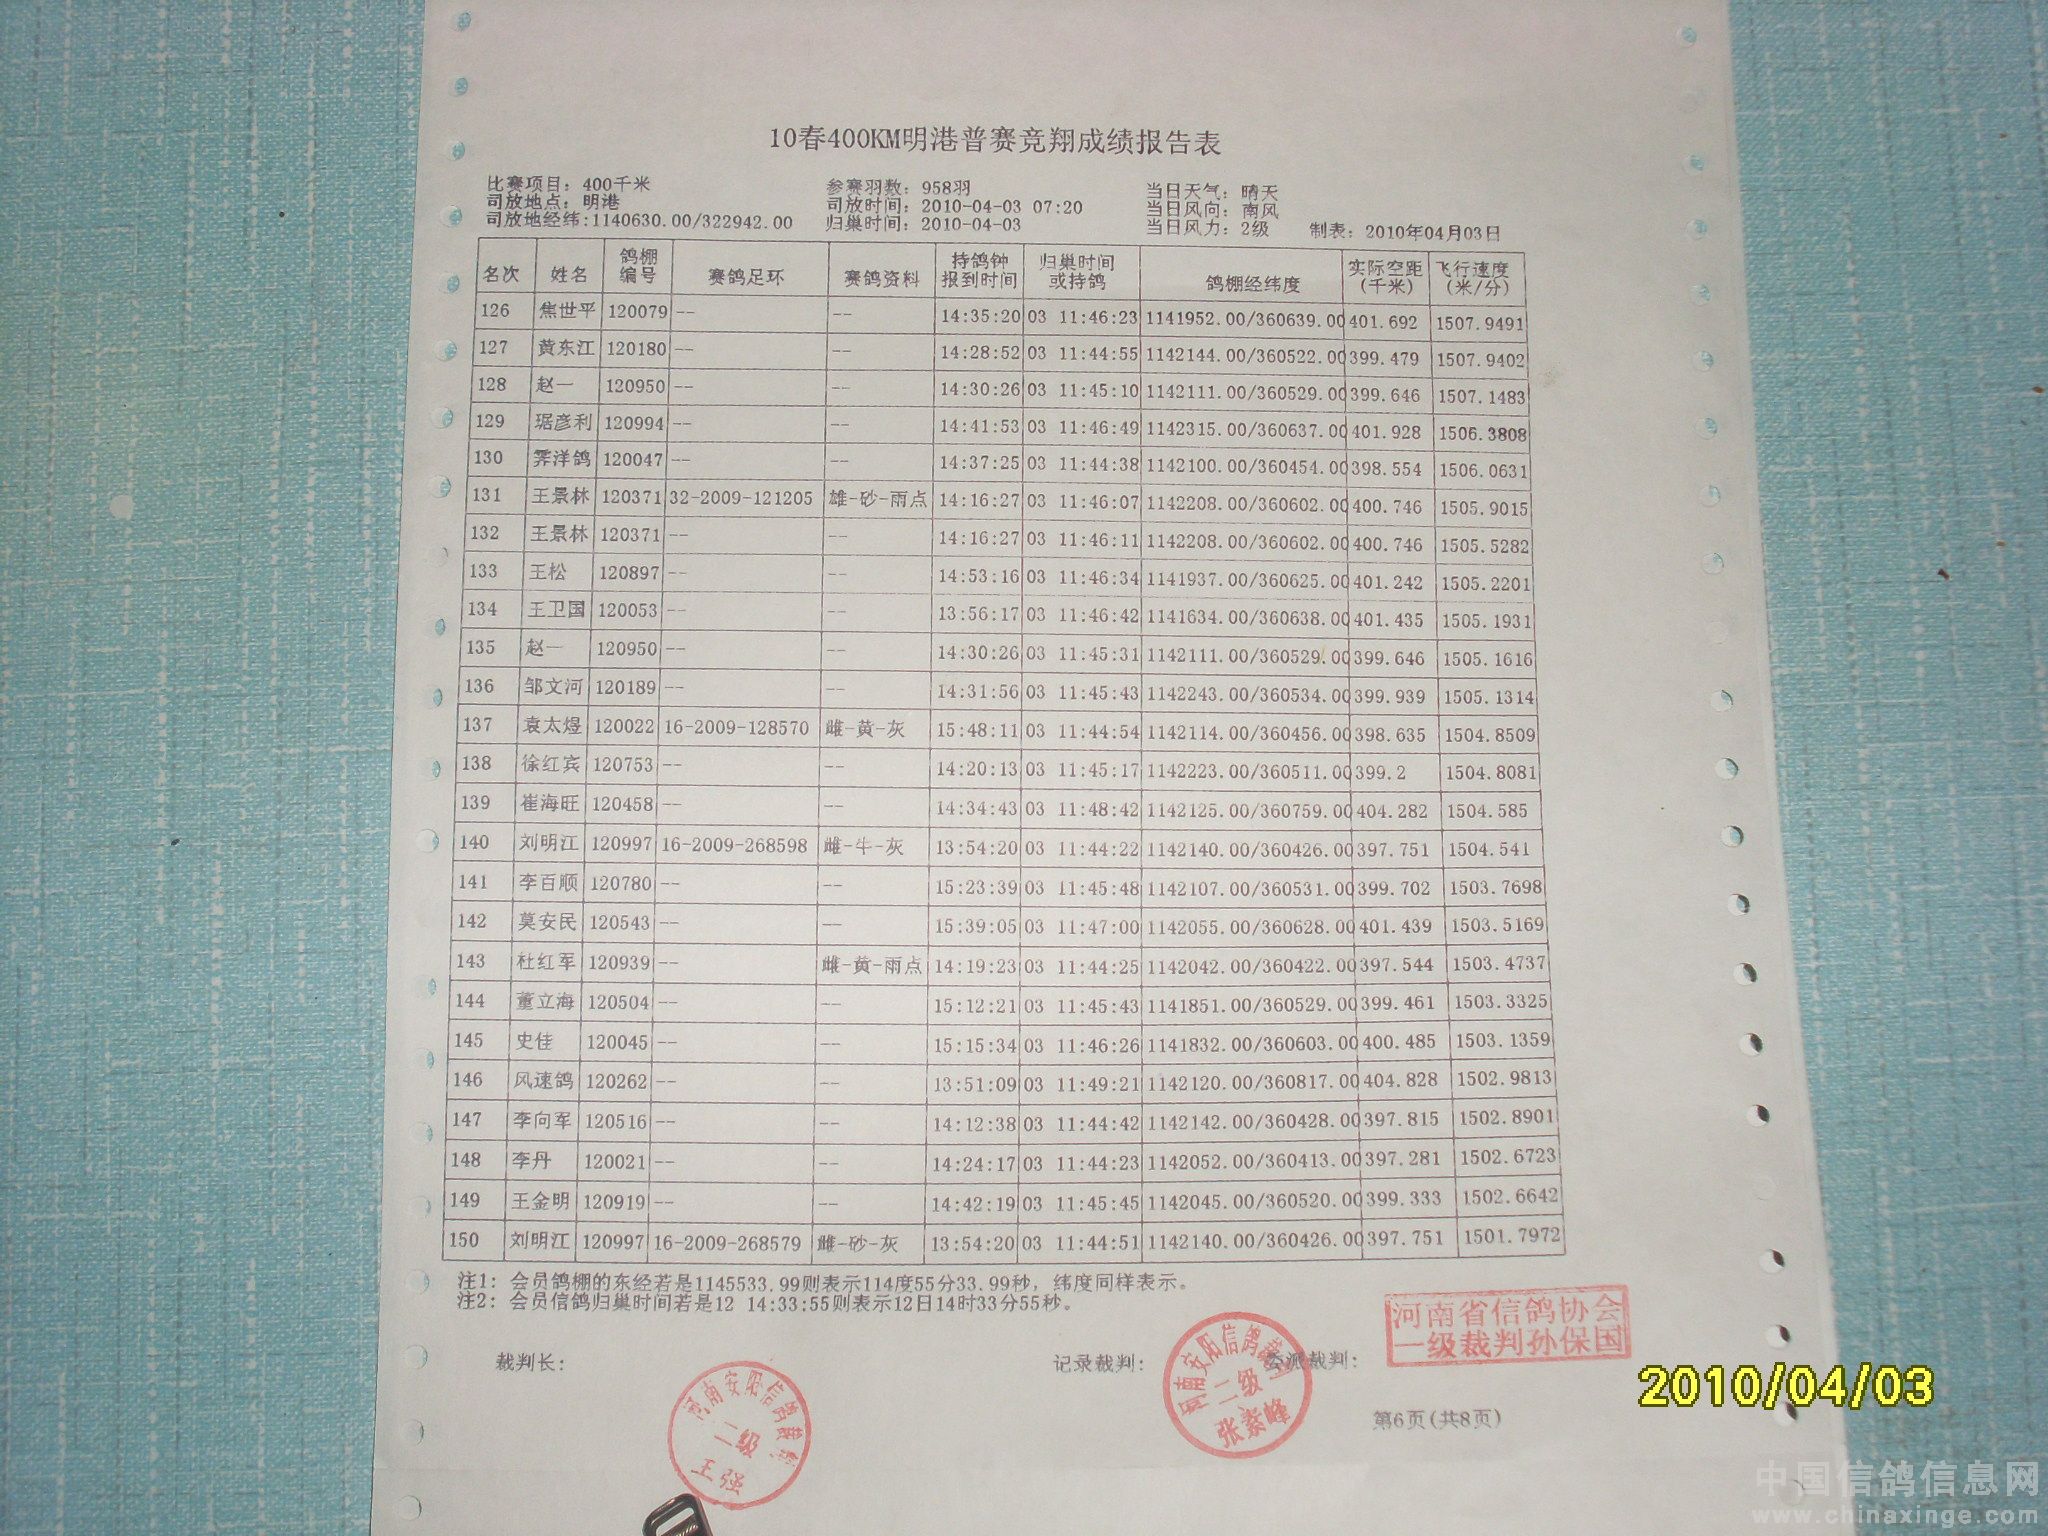 10春400KM明港普赛竞翔成绩报告表
比赛项目: 400千米 参赛羽数: 958羽 当日天气: 晴天
司放地点: 明港 司放时间: 2010-04-03 07:20 当日风向: 南风
司放地经纬:1140630.00/322942.00 归巢时间: 2010-04-03 当日风力: 2级 制表: 2010年04月03日
名次 姓名 鸽棚编号 赛鸽足环 赛鸽资料 持鸽钟报到时间 归巢时间或持鸽 鸽棚经纬度 实际空距(千米) 飞行速度(米/分)
126 焦世平 120079 -- -- 14:35:20 03 11:46:23 1141952.00/360639.00 401.692 1507.9491
127 黄东江 120180 -- -- 14:28:52 03 11:44:55 1142144.00/360522.00 399.479 1507.9402
128 赵一 120950 -- -- 14:30:26 03 11:45:10 1142111.00/360529.00 399.646 1507.1483
129 琚彦利 120994 -- -- 14:41:53 03 11:46:49 1142315.00/360637.00 401.928 1506.3808
130 霁洋鸽 120047 -- -- 14:37:25 03 11:44:38 1142100.00/360454.00 398.554 1506.0631
131 王景林 120371 32-2009-121205 雄-砂-雨点 14:16:27 03 11:46:07 1142208.00/360602.00 400.746 1505.9015
132 王景林 120371 -- -- 14:16:27 03 11:46:11 1142208.00/360602.00 400.746 1505.5282
133 王松 120897 -- -- 14:53:16 03 11:46:34 1141937.00/360625.00 401.242 1505.2201
134 王卫国 120053 -- -- 13:56:17 03 11:46:42 1141634.00/360638.00 401.435 1505.1931
135 赵一 120950 -- -- 14:30:26 03 11:45:31 1142111.00/360529.00 399.646 1505.1616
136 邹文河 120189 -- -- 14:31:56 03 11:45:43 1142243.00/360534.00 399.939 1505.1314
137 袁太煜 120022 16-2009-128570 雌-黄-灰 15:48:11 03 11:44:54 1142114.00/360456.00 398.635 1504.8509
138 徐红宾 120753 -- -- 14:20:13 03 11:45:17 1142223.00/360511.00 399.2 1504.8081
139 崔海旺 120458 -- -- 14:34:43 03 11:48:42 1142125.00/360759.00 404.282 1504.585
140 刘明江 120997 16-2009-268598 雌-牛-灰 13:54:20 03 11:44:22 1142140.00/360426.00 397.751 1504.541
141 李百顺 120780 -- -- 15:23:39 03 11:45:48 1142107.00/360531.00 399.702 1503.7698
142 莫安民 120543 -- -- 15:39:05 03 11:47:00 1142055.00/360628.00 401.439 1503.5169
143 杜红军 120939 -- 雌-黄-雨点 14:19:23 03 11:44:25 1142042.00/360422.00 397.544 1503.4737
144 董立海 120504 -- -- 15:12:21 03 11:45:43 1141851.00/360529.00 399.461 1503.3325
145 史佳 120045 -- -- 15:15:34 03 11:46:26 1141832.00/360603.00 400.485 1503.1359
146 风速鸽 120262 -- -- 13:51:09 03 11:49:21 1142120.00/360817.00 404.828 1502.9813
147 李向军 120516 -- -- 14:12:38 03 11:44:42 1142142.00/360428.00 397.815 1502.8901
148 李丹 120021 -- -- 14:24:17 03 11:44:23 1142052.00/360413.00 397.281 1502.6723
149 王金明 120919 -- -- 14:42:19 03 11:45:45 1142045.00/360520.00 399.333 1502.6642
150 刘明江 120997 16-2009-268579 雌-砂-灰 13:54:20 03 11:44:51 1142140.00/360426.00 397.751 1501.7972
注1: 会员鸽棚的东经若是1145533.99则表示114度55分33.99秒, 纬度同样表示。
注2: 会员信鸽归巢时间若是12 14:33:55则表示12日14时33分55秒。
河南省信鸽协会
一级裁判孙保国
裁判长: 记录裁判: 委派裁判:
河南安阳信鸽裁判
二级
王强
河南安阳信鸽裁判
二级
张素峰
第6页(共8页)
2010/04/03
中国信鸽信息网
www.chinaxinge.com